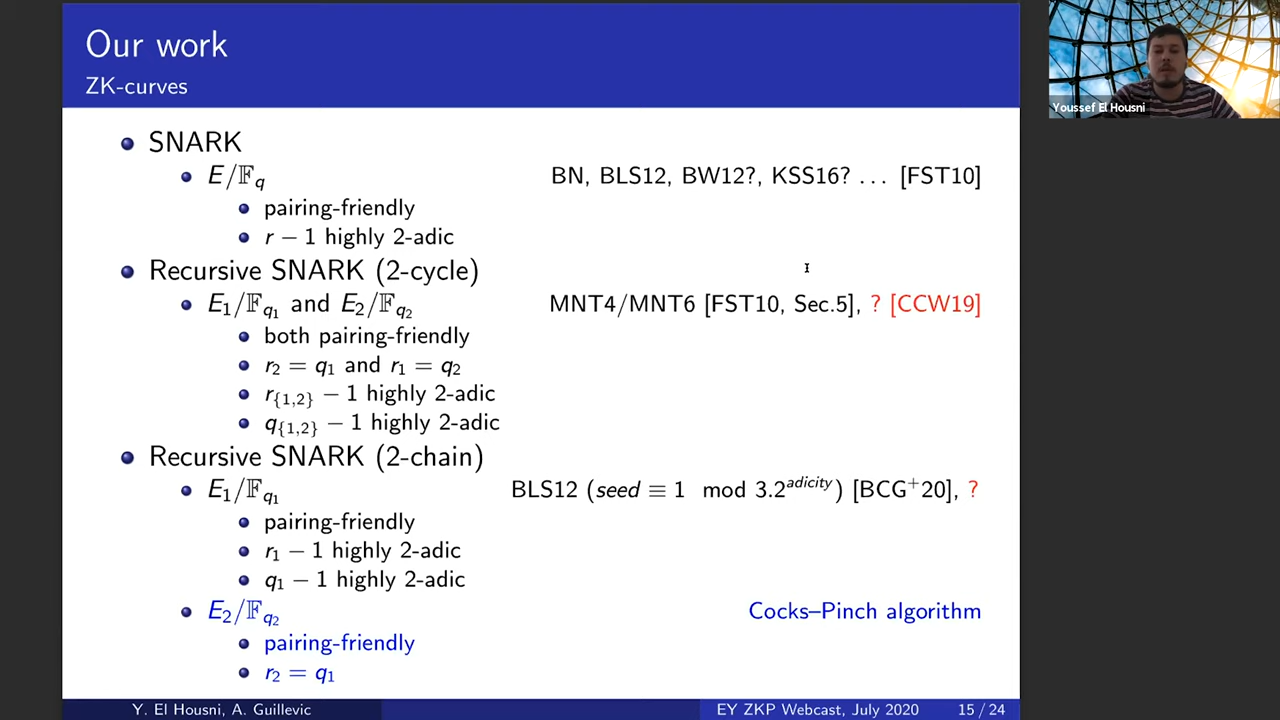 Our work
ZK-curves
SNARK
E/𝔽q BN, BLS12, BW12?, KSS16? ... [FST10]
pairing-friendly
r − 1 highly 2-adic
Recursive SNARK (2-cycle)
E1/𝔽q1 and E2/𝔽q2 MNT4/MNT6 [FST10, Sec.5], ? [CCW19]
both pairing-friendly
r2 = q1 and r1 = q2
r{1,2} − 1 highly 2-adic
q{1,2} − 1 highly 2-adic
Recursive SNARK (2-chain)
E1/𝔽q1 BLS12 (seed ≡ 1 mod 3.2^adicity) [BCG+20], ?
pairing-friendly
r1 − 1 highly 2-adic
q1 − 1 highly 2-adic
E2/𝔽q2 Cocks–Pinch algorithm
pairing-friendly
r2 = q1
Y. El Housni, A. Guillevic EY ZKP Webcast, July 2020 15 / 24
Youssef El Housni